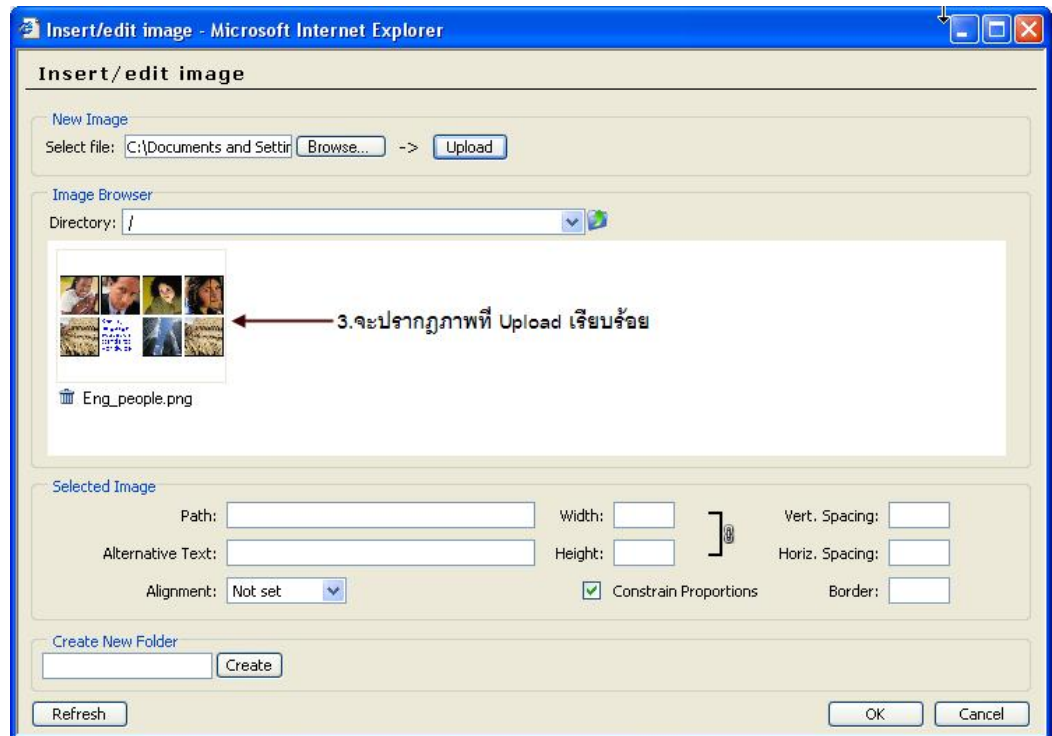 Insert/edit image - Microsoft Internet Explorer
Insert/edit image
New Image
Select file: C:\Documents and Settin Browse... -> Upload
Image Browser
Directory: /
3.จะปรากฏภาพที่ Upload เรียบร้อย
Eng_people.png
Selected Image
Path: Width: Vert. Spacing:
Alternative Text: Height: Horiz. Spacing:
Alignment: Not set Constrain Proportions Border:
Create New Folder
Create
Refresh OK Cancel